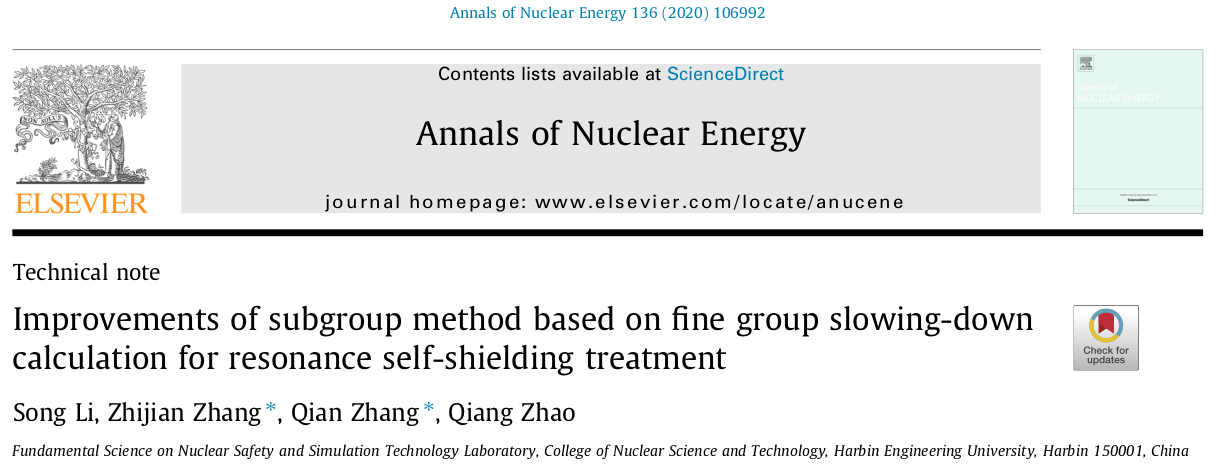 Annals of Nuclear Energy 136 (2020) 106992
Contents lists available at ScienceDirect
Annals of Nuclear Energy
journal homepage: www.elsevier.com/locate/anucene
NON SOLUS
ELSEVIER
annals of
NUCLEAR ENERGY
ScienceDirect
Technical note
Improvements of subgroup method based on fine group slowing-down
calculation for resonance self-shielding treatment
Check for
updates
Song Li, Zhijian Zhang*, Qian Zhang*, Qiang Zhao
Fundamental Science on Nuclear Safety and Simulation Technology Laboratory, College of Nuclear Science and Technology, Harbin Engineering University, Harbin 150001, China